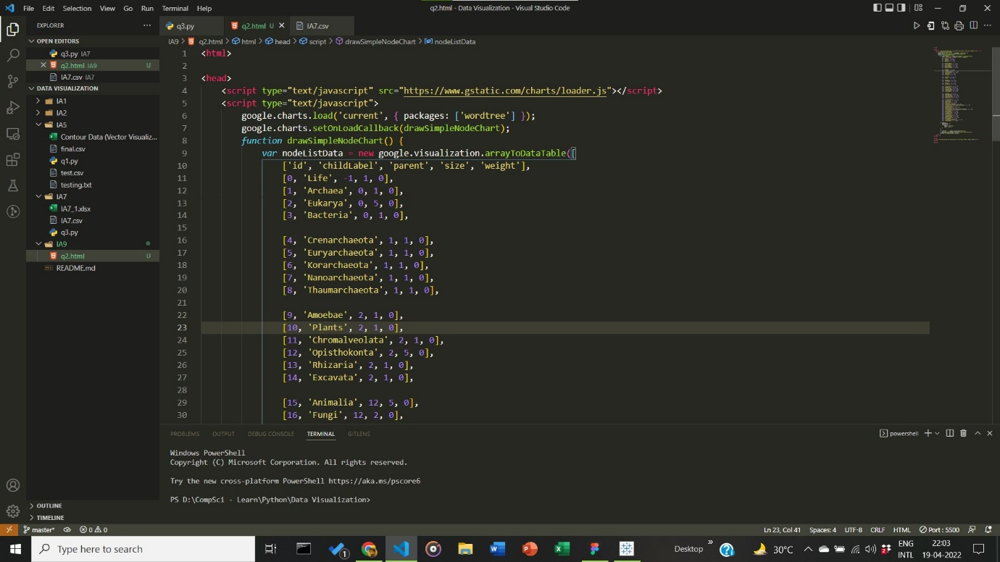 File Edit Selection View Go Run Terminal Help
q2.html - Data Visualization - Visual Studio Code
EXPLORER
OPEN EDITORS
q3.py IA7
q2.html IA9 U
IA7.csv IA7
DATA VISUALIZATION
IA1
IA2
IA5
Contour Data (Vector Visualiz...
final.csv
q1.py
test.csv
testing.txt
IA7
IA7_1.xlsx
IA7.csv
q3.py
IA9
q2.html U
README.md
OUTLINE
TIMELINE
q3.py q2.html U IA7.csv
IA9 > q2.html > html > head > script > drawSimpleNodeChart > nodeListData
1 <html>
2
3 <head>
4 <script type="text/javascript" src="https://www.gstatic.com/charts/loader.js"></script>
5 <script type="text/javascript">
6 google.charts.load('current', { packages: ['wordtree'] });
7 google.charts.setOnLoadCallback(drawSimpleNodeChart);
8 function drawSimpleNodeChart() {
9 var nodeListData = new google.visualization.arrayToDataTable([
10 ['id', 'childLabel', 'parent', 'size', 'weight'],
11 [0, 'Life', -1, 1, 0],
12 [1, 'Archaea', 0, 1, 0],
13 [2, 'Eukarya', 0, 5, 0],
14 [3, 'Bacteria', 0, 1, 0],
15
16 [4, 'Crenarchaeota', 1, 1, 0],
17 [5, 'Euryarchaeota', 1, 1, 0],
18 [6, 'Korarchaeota', 1, 1, 0],
19 [7, 'Nanoarchaeota', 1, 1, 0],
20 [8, 'Thaumarchaeota', 1, 1, 0],
21
22 [9, 'Amoebae', 2, 1, 0],
23 [10, 'Plants', 2, 1, 0],
24 [11, 'Chromalveolata', 2, 1, 0],
25 [12, 'Opisthokonta', 2, 5, 0],
26 [13, 'Rhizaria', 2, 1, 0],
27 [14, 'Excavata', 2, 1, 0],
28
29 [15, 'Animalia', 12, 5, 0],
30 [16, 'Fungi', 12, 2, 0],
PROBLEMS OUTPUT DEBUG CONSOLE TERMINAL GITLENS
powershell
Windows PowerShell
Copyright (C) Microsoft Corporation. All rights reserved.
Try the new cross-platform PowerShell https://aka.ms/pscore6
PS D:\CompSci - Learn\Python\Data Visualization>
master* 0 0 Ln 23, Col 41 Spaces: 4 UTF-8 CRLF HTML Port : 5500
Type here to search
1
Desktop
30°C
2
ENG
INTL
22:03
19-04-2022